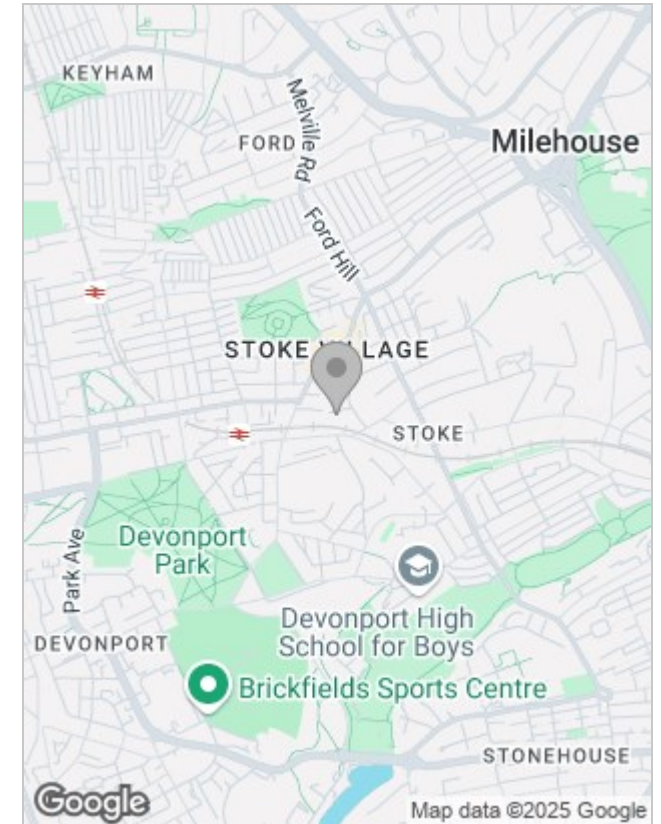 KEYHAM
Melville Rd
FORD
Milehouse
Ford Hill
STOKE VILLAGE
STOKE
Devonport
Park
Park Ave
Devonport High
School for Boys
DEVONPORT
Brickfields Sports Centre
STONEHOUSE
Google
Map data ©2025 Google